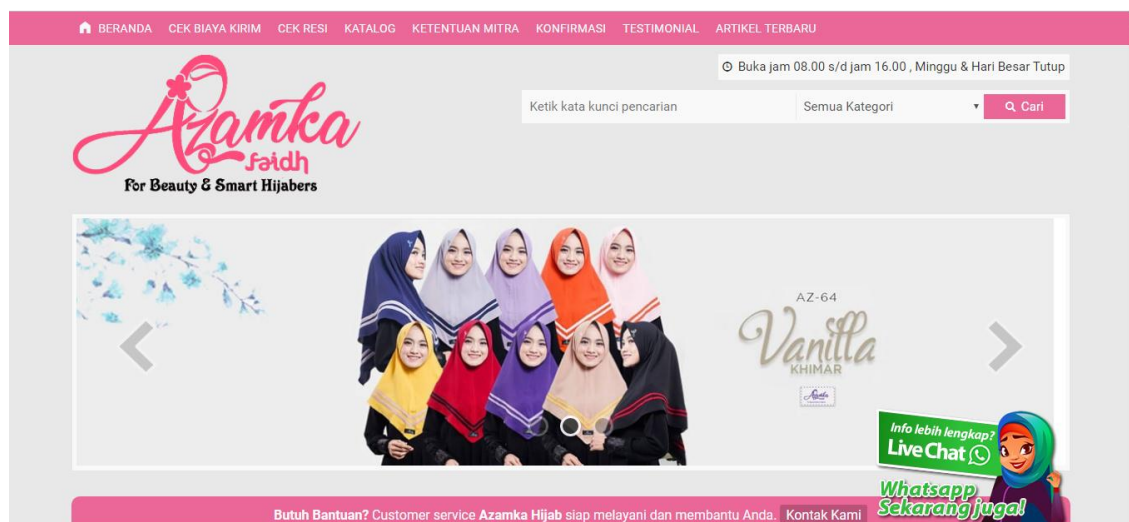 BERANDA CEK BIAYA KIRIM CEK RESI KATALOG KETENTUAN MITRA KONFIRMASI TESTIMONIAL ARTIKEL TERBARU
Buka jam 08.00 s/d jam 16.00 , Minggu & Hari Besar Tutup
Ketik kata kunci pencarian Semua Kategori Cari
Azamka
Faidh
For Beauty & Smart Hijabers
AZ-64
Vanilla
KHIMAR
Azamka
Info lebih lengkap?
Live Chat
Whatsapp
Sekarang juga!
Butuh Bantuan? Customer service Azamka Hijab siap melayani dan membantu Anda. Kontak Kami